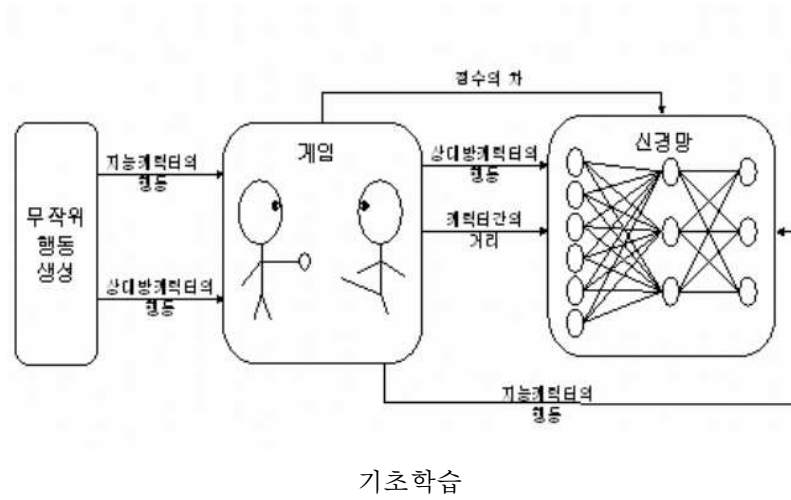 점수의 차
게임
신경망
지능캐릭터의
행동
상대방캐릭터의
행동
무작위
행동
생성
캐릭터간의
거리
상대방캐릭터의
행동
지능캐릭터의
행동
기초학습